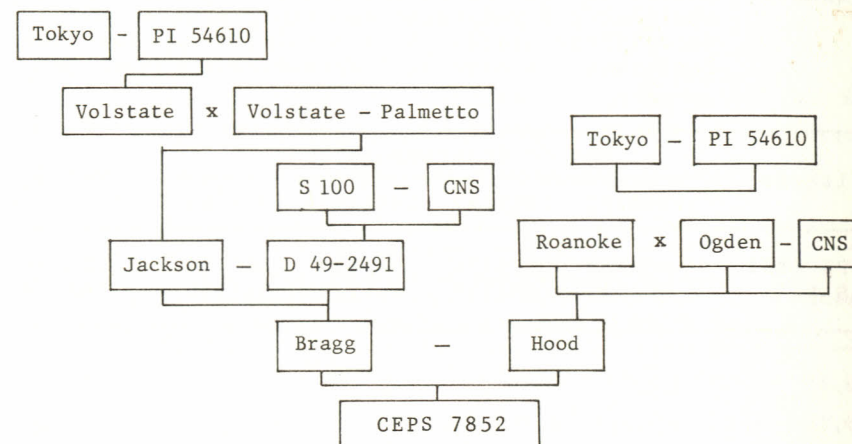 Tokyo – PI 54610
Volstate x Volstate – Palmetto
Tokyo – PI 54610
S 100 – CNS
Roanoke x Ogden – CNS
Jackson – D 49-2491
Bragg – Hood
CEPS 7852